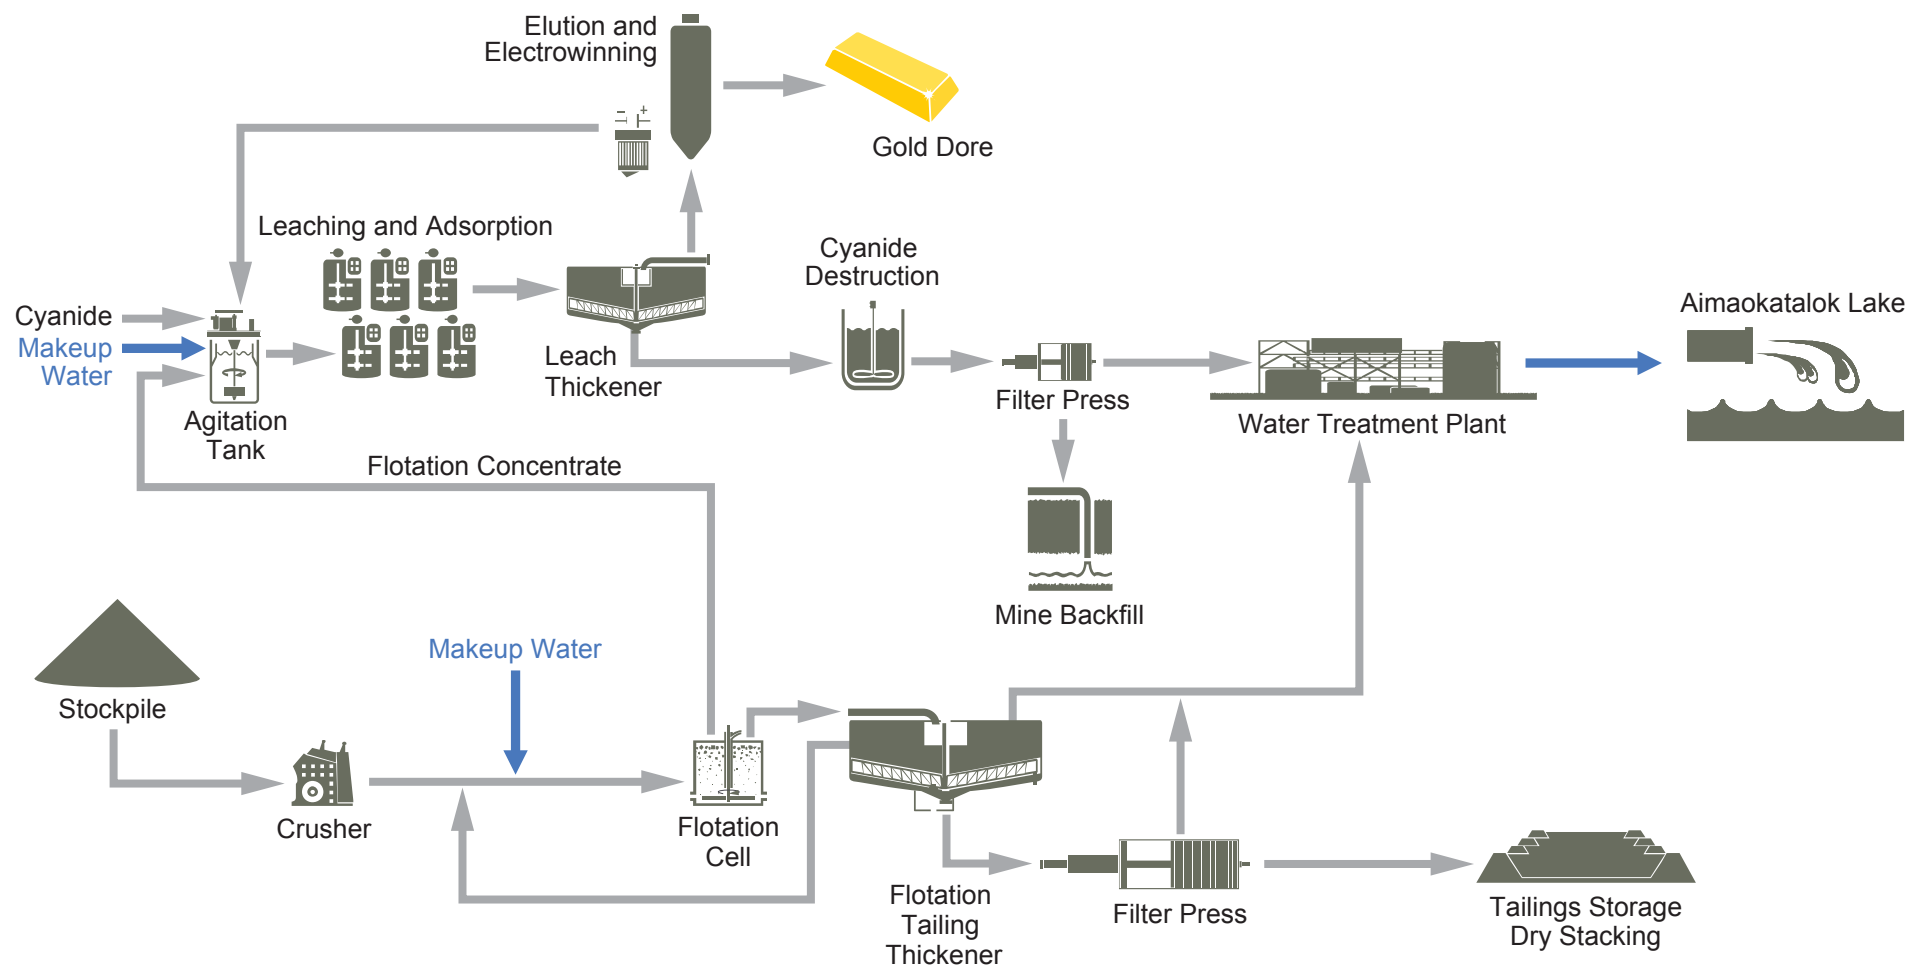 Elution and
Electrowinning
Gold Dore
Leaching and Adsorption
Cyanide
Destruction
Aimaokatalok Lake
Cyanide
Makeup
Water
Leach
Thickener
Filter Press
Water Treatment Plant
Agitation
Tank
Flotation Concentrate
Mine Backfill
Makeup Water
Stockpile
Crusher
Flotation
Cell
Flotation
Tailing
Thickener
Filter Press
Tailings Storage
Dry Stacking